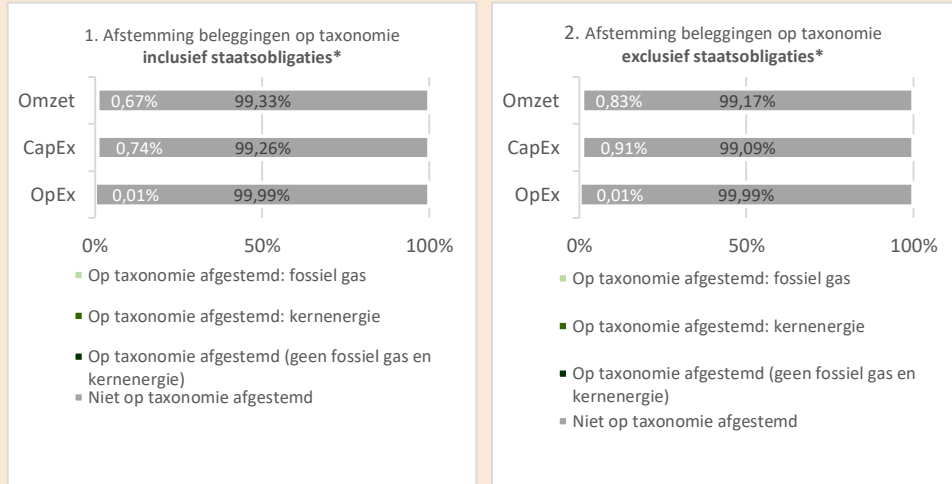 1. Afstemming beleggingen op taxonomie
inclusief staatsobligaties*
Omzet 0,67% 99,33%
CapEx 0,74% 99,26%
OpEx 0,01% 99,99%
0% 50% 100%
Op taxonomie afgestemd: fossiel gas
Op taxonomie afgestemd: kernenergie
Op taxonomie afgestemd (geen fossiel gas en
kernenergie)
Niet op taxonomie afgestemd
2. Afstemming beleggingen op taxonomie
exclusief staatsobligaties*
Omzet 0,83% 99,17%
CapEx 0,91% 99,09%
OpEx 0,01% 99,99%
0% 50% 100%
Op taxonomie afgestemd: fossiel gas
Op taxonomie afgestemd: kernenergie
Op taxonomie afgestemd (geen fossiel gas en
kernenergie)
Niet op taxonomie afgestemd